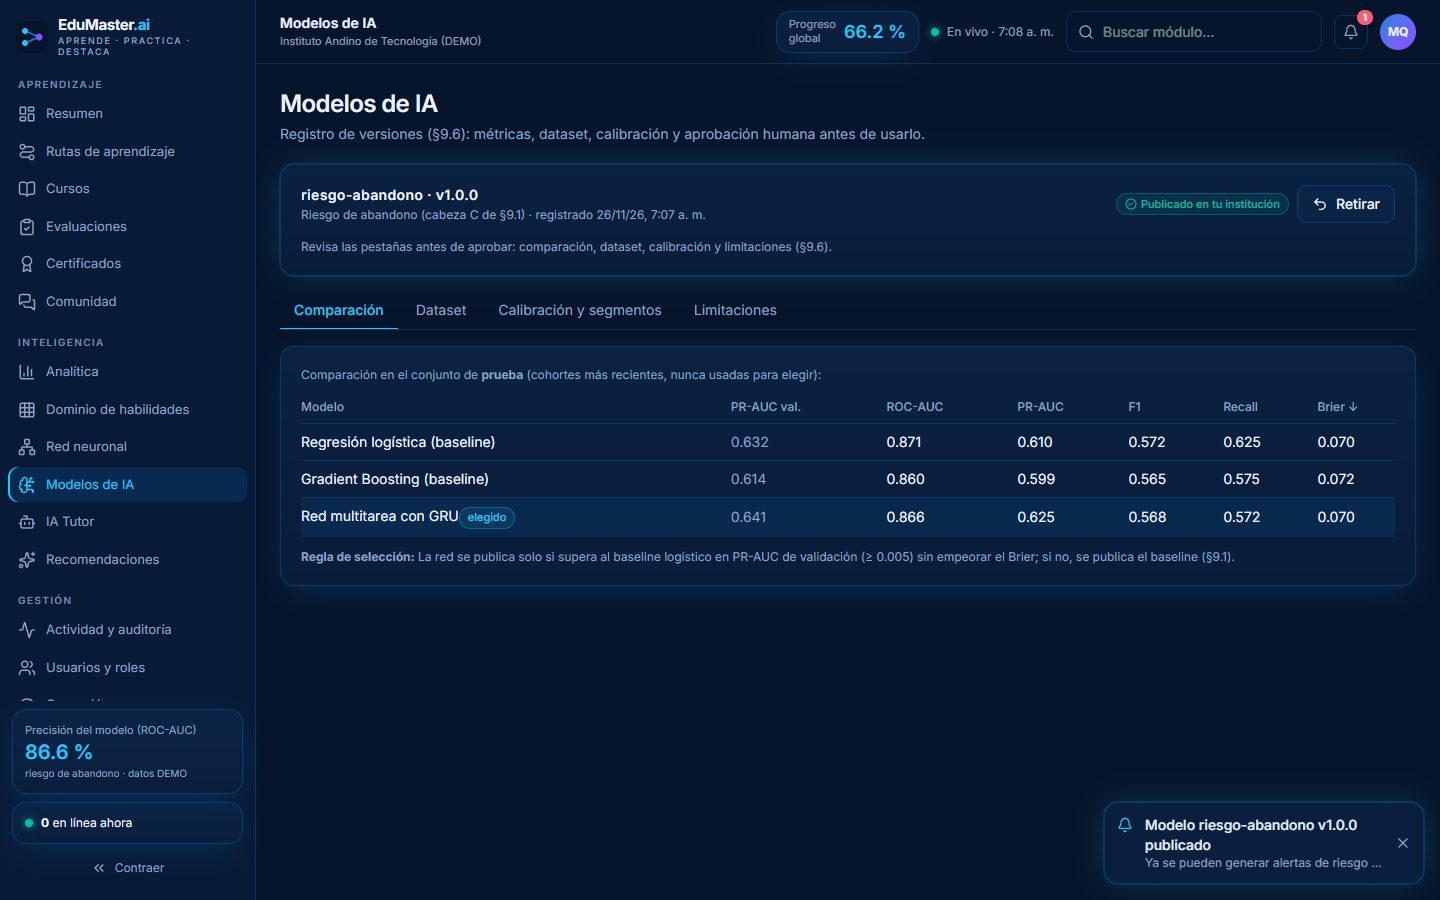 EduMaster.ai
APRENDE · PRACTICA ·
DESTACA
APRENDIZAJE
Resumen
Rutas de aprendizaje
Cursos
Evaluaciones
Certificados
Comunidad
INTELIGENCIA
Analítica
Dominio de habilidades
Red neuronal
Modelos de IA
IA Tutor
Recomendaciones
GESTIÓN
Actividad y auditoría
Usuarios y roles
Precisión del modelo (ROC-AUC)
86.6 %
riesgo de abandono · datos DEMO
0 en línea ahora
Contraer
Modelos de IA
Instituto Andino de Tecnología (DEMO)
Progreso
global
66.2 %
En vivo · 7:08 a. m.
Buscar módulo...
1
MQ
Modelos de IA
Registro de versiones (§9.6): métricas, dataset, calibración y aprobación humana antes de usarlo.
riesgo-abandono · v1.0.0
Riesgo de abandono (cabeza C de §9.1) · registrado 26/11/26, 7:07 a. m.
Publicado en tu institución
Retirar
Revisa las pestañas antes de aprobar: comparación, dataset, calibración y limitaciones (§9.6).
Comparación Dataset Calibración y segmentos Limitaciones
Comparación en el conjunto de prueba (cohortes más recientes, nunca usadas para elegir):
Modelo PR-AUC val. ROC-AUC PR-AUC F1 Recall Brier ↓
Regresión logística (baseline) 0.632 0.871 0.610 0.572 0.625 0.070
Gradient Boosting (baseline) 0.614 0.860 0.599 0.565 0.575 0.072
Red multitarea con GRU elegido 0.641 0.866 0.625 0.568 0.572 0.070
Regla de selección: La red se publica solo si supera al baseline logístico en PR-AUC de validación (≥ 0.005) sin empeorar el Brier; si no, se publica el baseline (§9.1).
Modelo riesgo-abandono v1.0.0
publicado
Ya se pueden generar alertas de riesgo ...